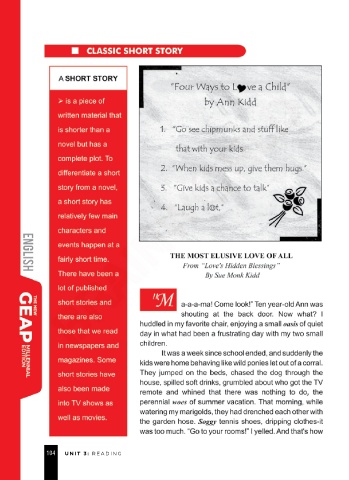 ■ CLASSIC SHORT STORY
A SHORT STORY
➢ is a piece of
written material that
is shorter than a
novel but has a
complete plot. To
differentiate a short
story from a novel,
a short story has
relatively few main
characters and
events happen at a
fairly short time.
There have been a
lot of published
short stories and
there are also
those that we read
in newspapers and
magazines. Some
short stories have
also been made
into TV shows as
well as movies.
"Four Ways to L♥ve a Child"
by Ann Kidd
1. "Go see chipmunks and stuff like
that with your kids
2. "When kids mess up, give them hugs."
3. "Give kids a chance to talk"
4. "Laugh a lot."
THE MOST ELUSIVE LOVE OF ALL
From "Love's Hidden Blessings"
By Sue Monk Kidd
"M
a-a-a-ma! Come look!" Ten year-old Ann was
shouting at the back door. Now what? I
huddled in my favorite chair, enjoying a small oasis of quiet
day in what had been a frustrating day with my two small
children.
It was a week since school ended, and suddenly the
kids were home behaving like wild ponies let out of a corral.
They jumped on the beds, chased the dog through the
house, spilled soft drinks, grumbled about who got the TV
remote and whined that there was nothing to do, the
perennial woes of summer vacation. That morning, while
watering my marigolds, they had drenched each other with
the garden hose. Soggy tennis shoes, dripping clothes-it
was too much. "Go to your rooms!" I yelled. And that's how
ENGLISH
THE NEW
GEAP
MILLENNIAL
EDITION
104 UNIT 3: READING